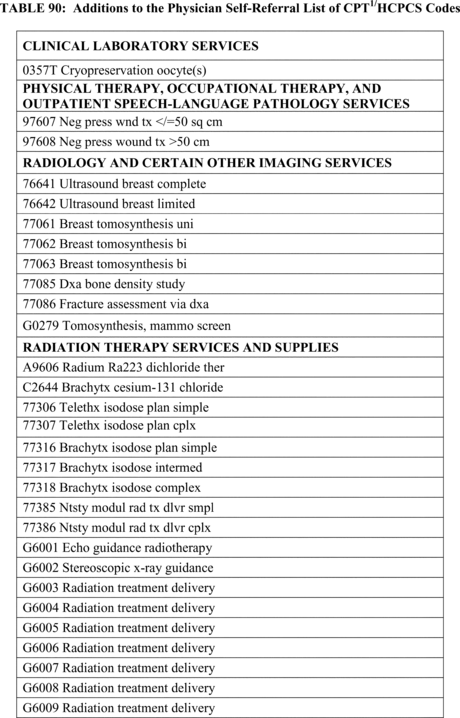 TABLE 90: Additions to the Physician Self-Referral List of CPT1/HCPCS Codes
CLINICAL LABORATORY SERVICES
0357T Cryopreservation oocyte(s)
PHYSICAL THERAPY, OCCUPATIONAL THERAPY, AND
OUTPATIENT SPEECH-LANGUAGE PATHOLOGY SERVICES
97607 Neg press wnd tx </=50 sq cm
97608 Neg press wound tx >50 cm
RADIOLOGY AND CERTAIN OTHER IMAGING SERVICES
76641 Ultrasound breast complete
76642 Ultrasound breast limited
77061 Breast tomosynthesis uni
77062 Breast tomosynthesis bi
77063 Breast tomosynthesis bi
77085 Dxa bone density study
77086 Fracture assessment via dxa
G0279 Tomosynthesis, mammo screen
RADIATION THERAPY SERVICES AND SUPPLIES
A9606 Radium Ra223 dichloride ther
C2644 Brachytx cesium-131 chloride
77306 Telethx isodose plan simple
77307 Telethx isodose plan cplx
77316 Brachytx isodose plan simple
77317 Brachytx isodose intermed
77318 Brachytx isodose complex
77385 Ntsty modul rad tx dlvr smpl
77386 Ntsty modul rad tx dlvr cplx
G6001 Echo guidance radiotherapy
G6002 Stereoscopic x-ray guidance
G6003 Radiation treatment delivery
G6004 Radiation treatment delivery
G6005 Radiation treatment delivery
G6006 Radiation treatment delivery
G6007 Radiation treatment delivery
G6008 Radiation treatment delivery
G6009 Radiation treatment delivery